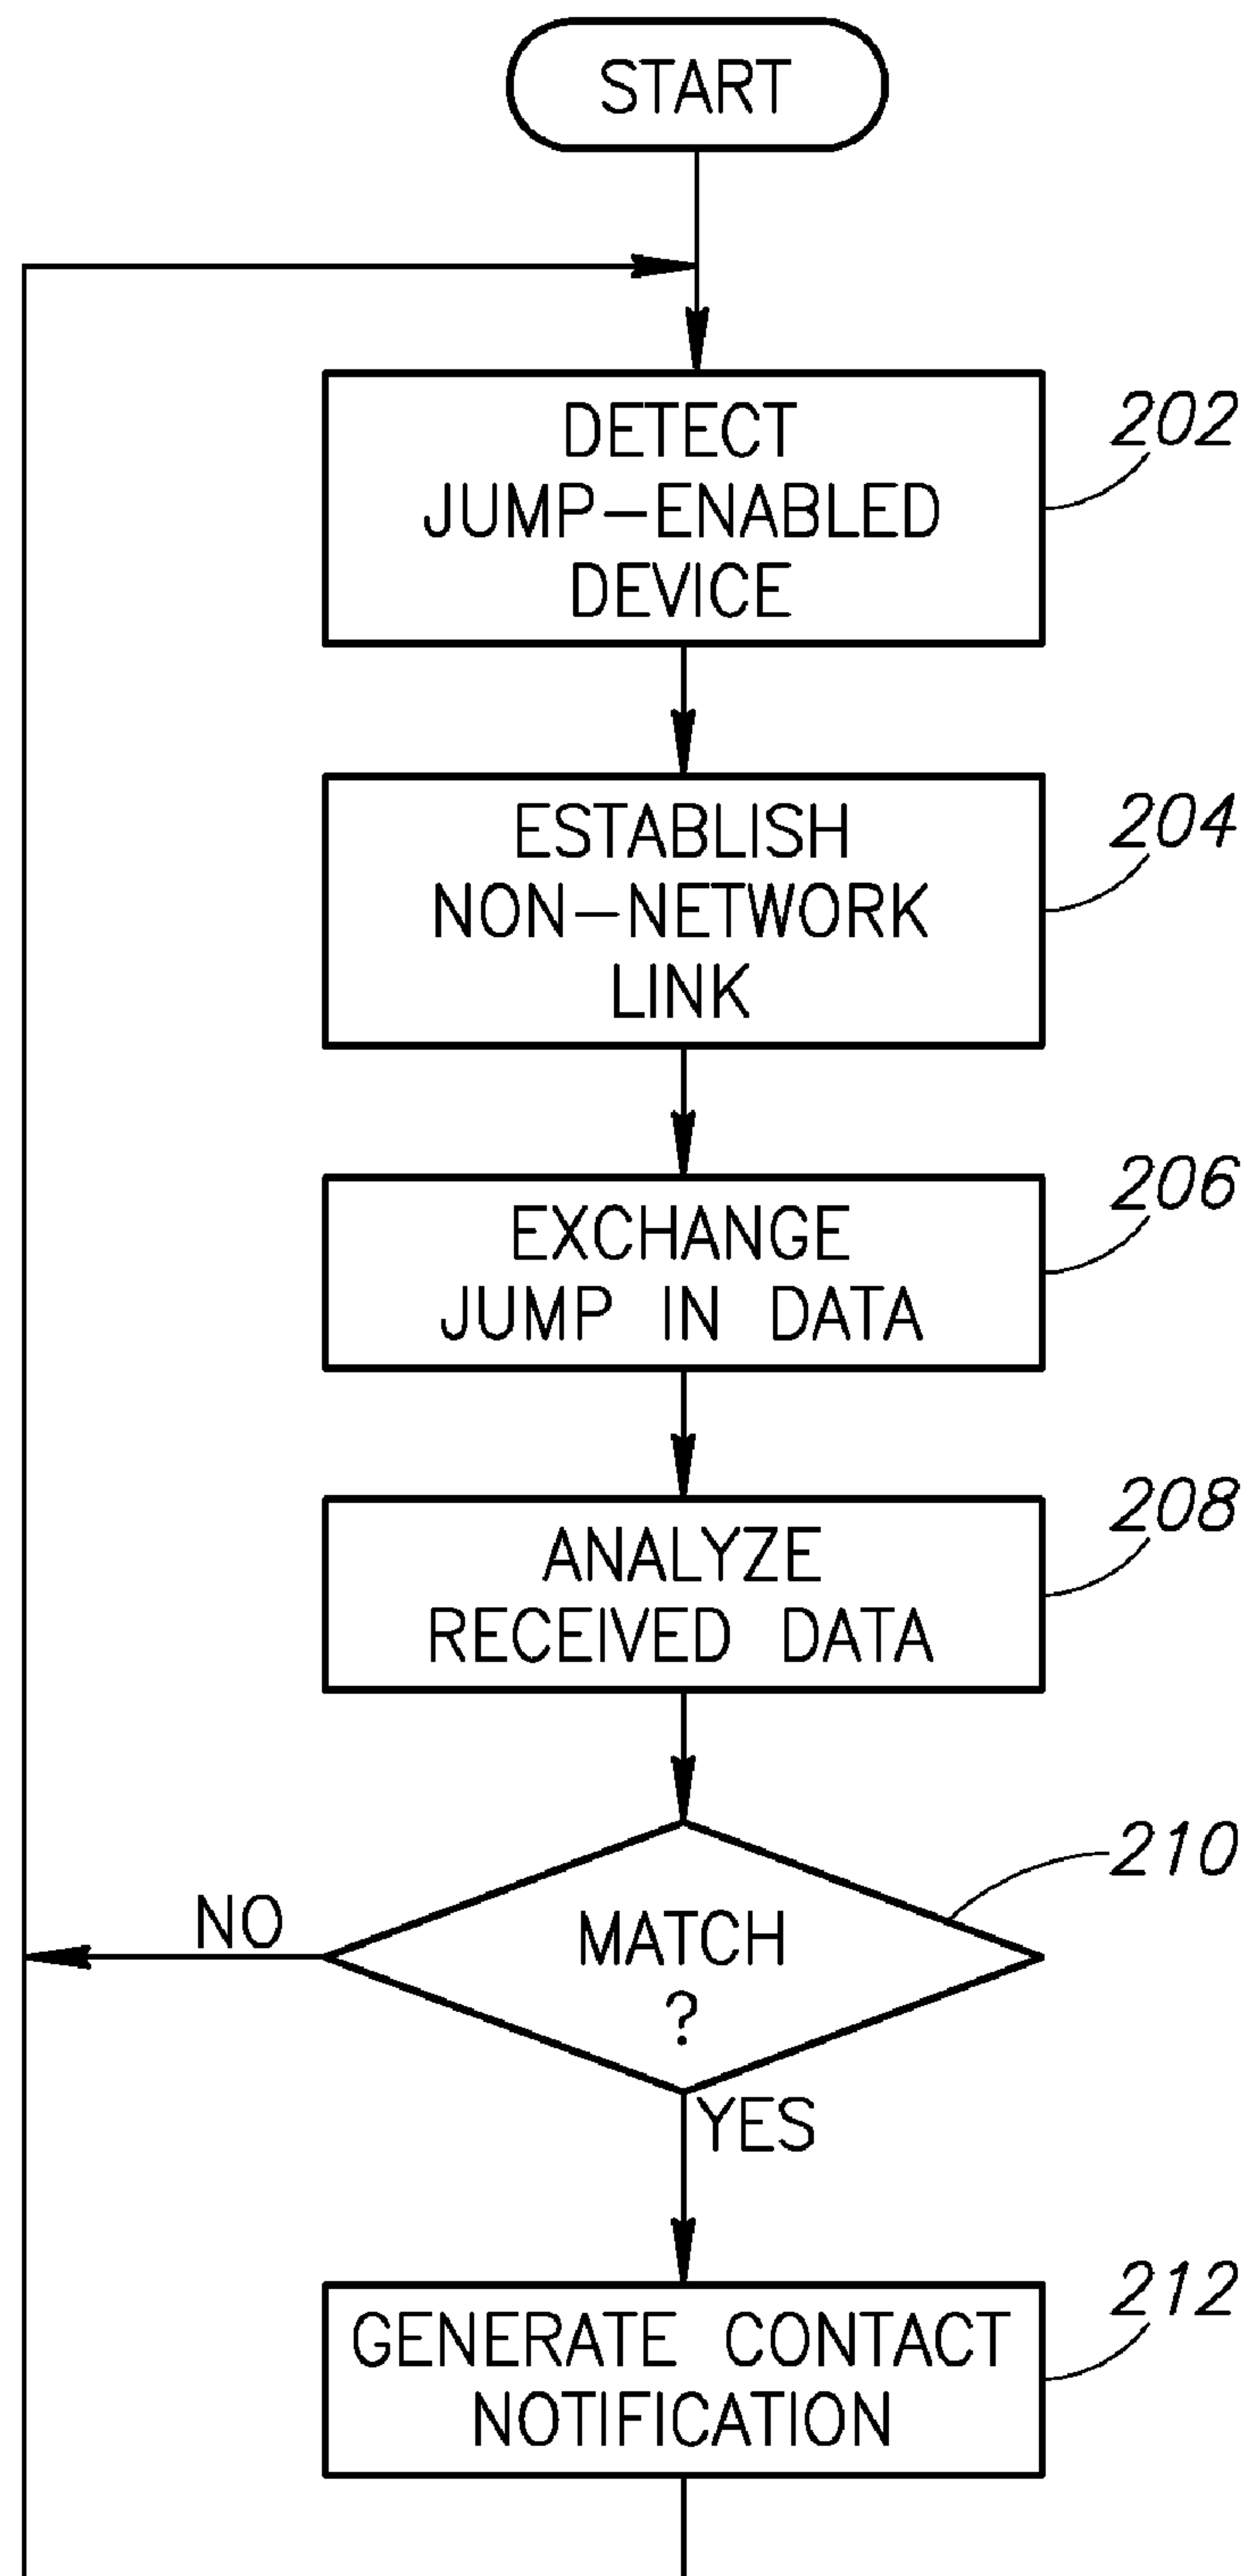 START
DETECT
JUMP-ENABLED
DEVICE
202
ESTABLISH
NON-NETWORK
LINK
204
EXCHANGE
JUMP IN DATA
206
ANALYZE
RECEIVED DATA
208
MATCH
?
210
NO
YES
GENERATE CONTACT
NOTIFICATION
212